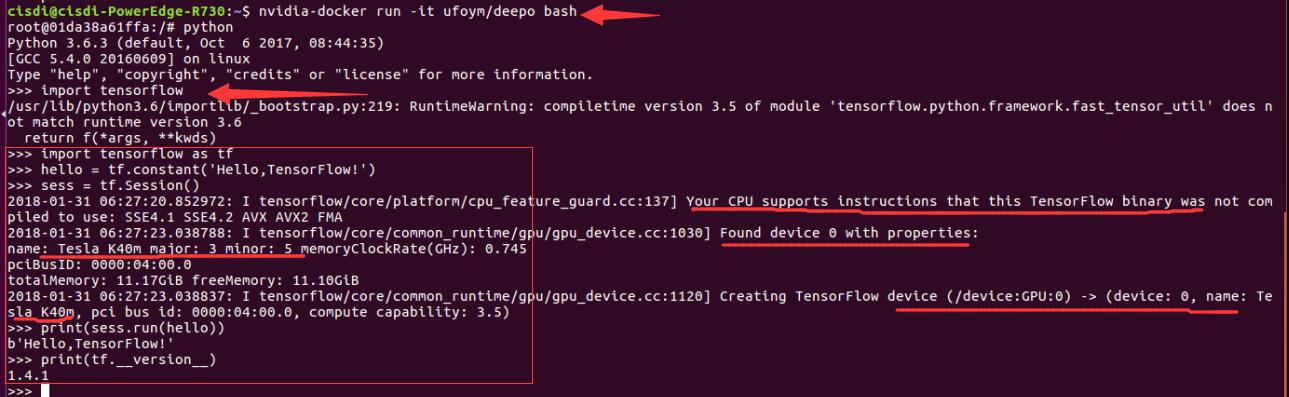 cisdi@cisdi-PowerEdge-R730:~$ nvidia-docker run -it ufoym/deepo bash
root@01da38a61ffa:/# python
Python 3.6.3 (default, Oct  6 2017, 08:44:35)
[GCC 5.4.0 20160609] on linux
Type "help", "copyright", "credits" or "license" for more information.
>>> import tensorflow
/usr/lib/python3.6/importlib/_bootstrap.py:219: RuntimeWarning: compiletime version 3.5 of module 'tensorflow.python.framework.fast_tensor_util' does n
ot match runtime version 3.6
  return f(*args, **kwds)
>>> import tensorflow as tf
>>> hello = tf.constant('Hello,TensorFlow!')
>>> sess = tf.Session()
2018-01-31 06:27:20.852972: I tensorflow/core/platform/cpu_feature_guard.cc:137] Your CPU supports instructions that this TensorFlow binary was not com
piled to use: SSE4.1 SSE4.2 AVX AVX2 FMA
2018-01-31 06:27:23.038788: I tensorflow/core/common_runtime/gpu/gpu_device.cc:1030] Found device 0 with properties:
name: Tesla K40m major: 3 minor: 5 memoryClockRate(GHz): 0.745
pciBusID: 0000:04:00.0
totalMemory: 11.17GiB freeMemory: 11.10GiB
2018-01-31 06:27:23.038837: I tensorflow/core/common_runtime/gpu/gpu_device.cc:1120] Creating TensorFlow device (/device:GPU:0) -> (device: 0, name: Te
sla K40m, pci bus id: 0000:04:00.0, compute capability: 3.5)
>>> print(sess.run(hello))
b'Hello,TensorFlow!'
>>> print(tf.__version__)
1.4.1
>>>